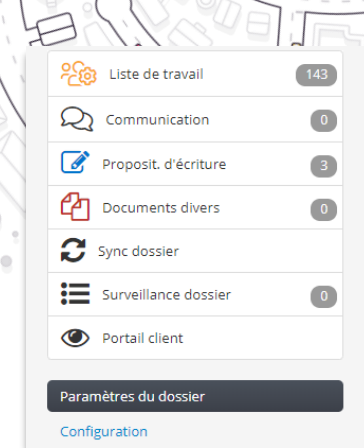 Liste de travail 143
Communication 0
Proposit. d'écriture 3
Documents divers 0
Sync dossier
Surveillance dossier 0
Portail client
Paramètres du dossier
Configuration